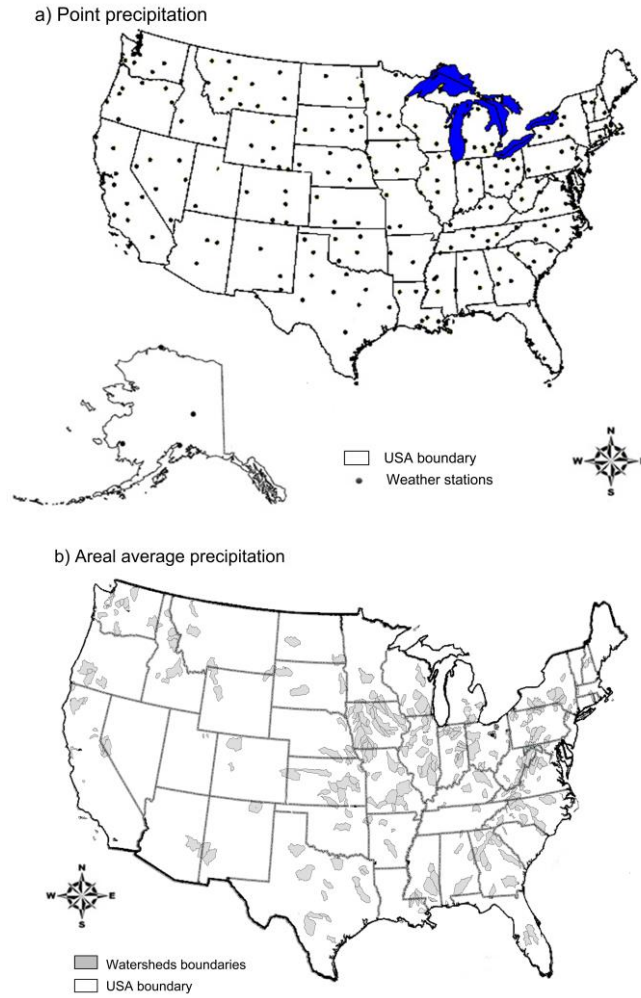 a) Point precipitation
USA boundary
Weather stations
N
W
E
S
b) Areal average precipitation
N
W
E
S
Watersheds boundaries
USA boundary